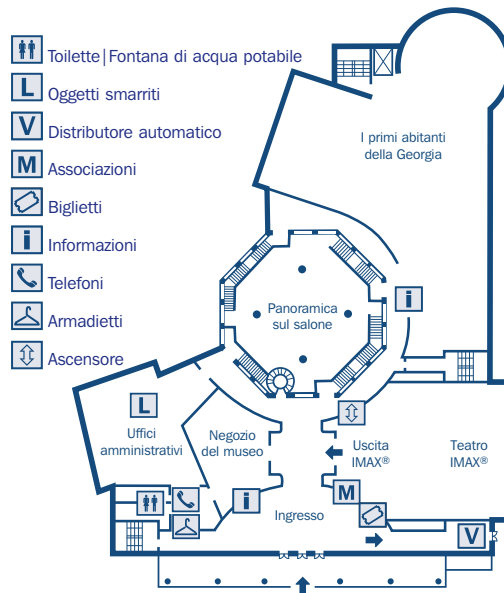 Toilette|Fontana di acqua potabile
L Oggetti smarriti
V Distributore automatico
M Associazioni
Biglietti
i Informazioni
Telefoni
Armadietti
Ascensore
I primi abitanti
della Georgia
Panoramica
sul salone
i
L
Uffici
amministrativi
Negozio
del museo
Uscita
IMAX®
Teatro
IMAX®
i
M
Ingresso
V